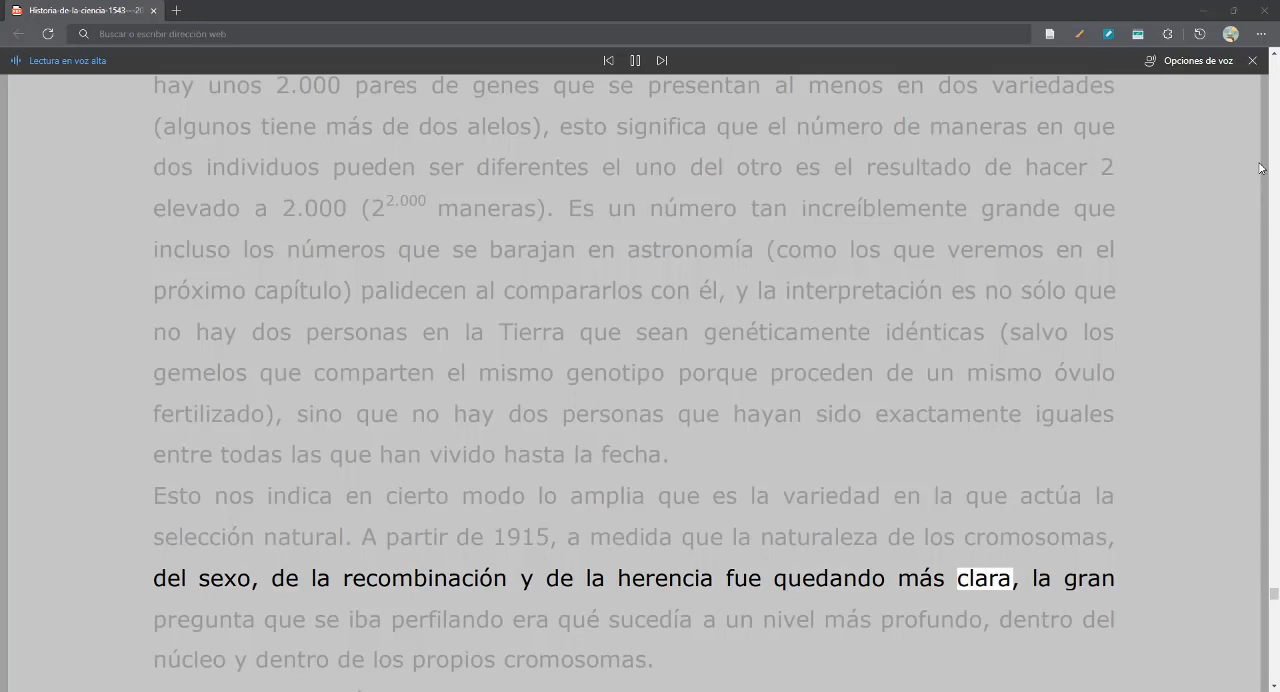 Historia-de-la-ciencia-1543---20
Buscar o escribir dirección web
Lectura en voz alta
Opciones de voz
hay unos 2.000 pares de genes que se presentan al menos en dos variedades
(algunos tiene más de dos alelos), esto significa que el número de maneras en que
dos individuos pueden ser diferentes el uno del otro es el resultado de hacer 2
elevado a 2.000 (2^2.000 maneras). Es un número tan increíblemente grande que
incluso los números que se barajan en astronomía (como los que veremos en el
próximo capítulo) palidecen al compararlos con él, y la interpretación es no sólo que
no hay dos personas en la Tierra que sean genéticamente idénticas (salvo los
gemelos que comparten el mismo genotipo porque proceden de un mismo óvulo
fertilizado), sino que no hay dos personas que hayan sido exactamente iguales
entre todas las que han vivido hasta la fecha.
Esto nos indica en cierto modo lo amplia que es la variedad en la que actúa la
selección natural. A partir de 1915, a medida que la naturaleza de los cromosomas,
del sexo, de la recombinación y de la herencia fue quedando más clara, la gran
pregunta que se iba perfilando era qué sucedía a un nivel más profundo, dentro del
núcleo y dentro de los propios cromosomas.